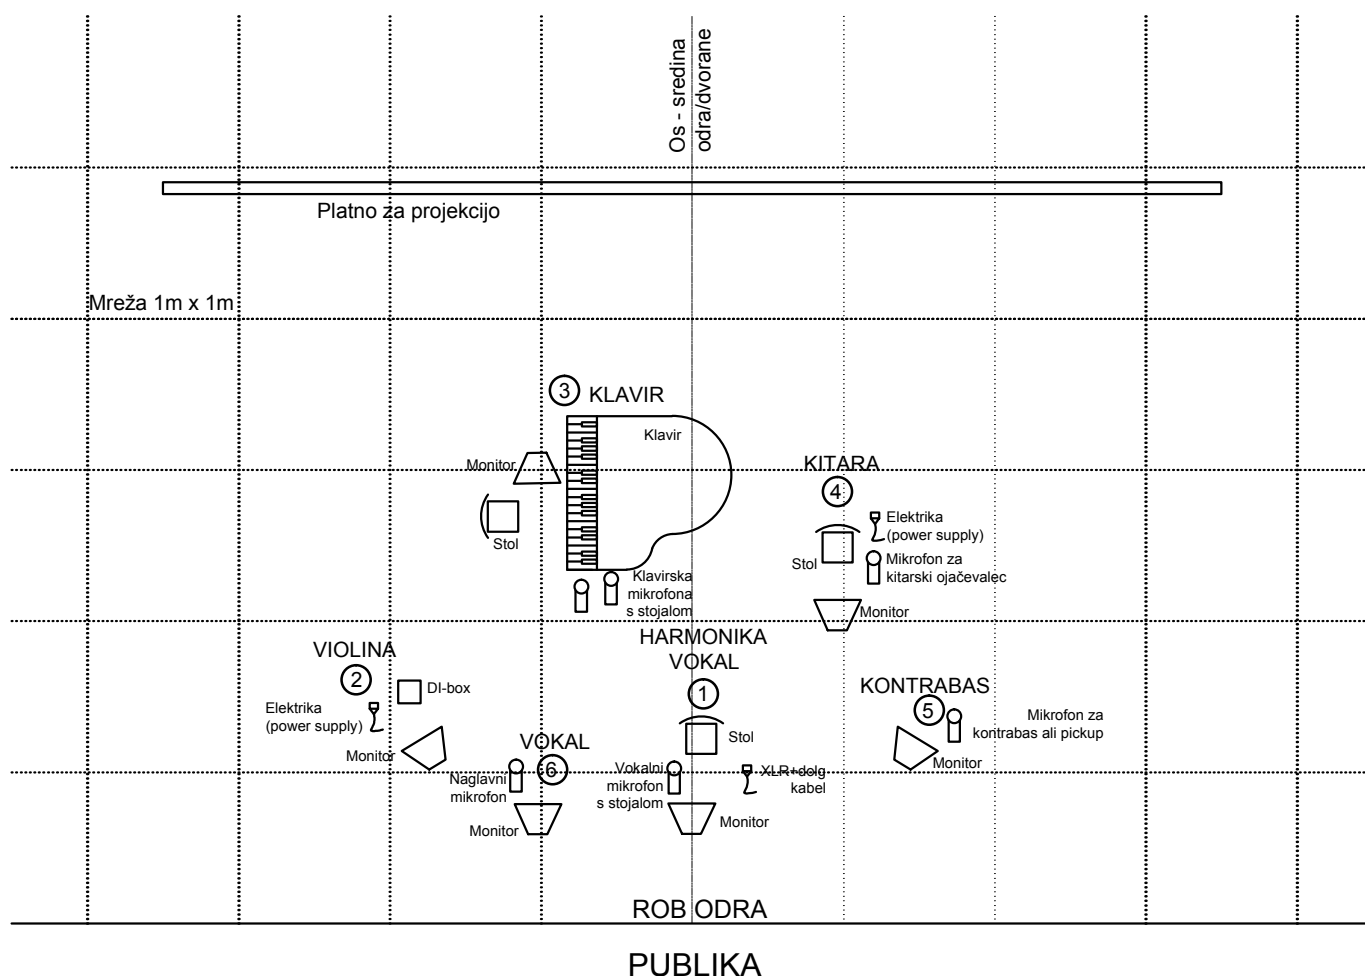 Os - sredina
odra/dvorane
Platno za projekcijo
Mreža 1m x 1m
3
KLAVIR
Klavir
Monitor
Stol
Klavirska
mikrofona
s stojalom
KITARA
4
Elektrika
(power supply)
Stol
Mikrofon za
kitarski ojačevalec
Monitor
VIOLINA
2
DI-box
Elektrika
(power supply)
Monitor
HARMONIKA
VOKAL
1
Stol
KONTRABAS
5
Mikrofon za
kontrabas ali pickup
Monitor
VOKAL
6
Naglavni
mikrofon
Monitor
Vokalni
mikrofon
s stojalom
XLR+dolg
kabel
Monitor
ROB ODRA
PUBLIKA